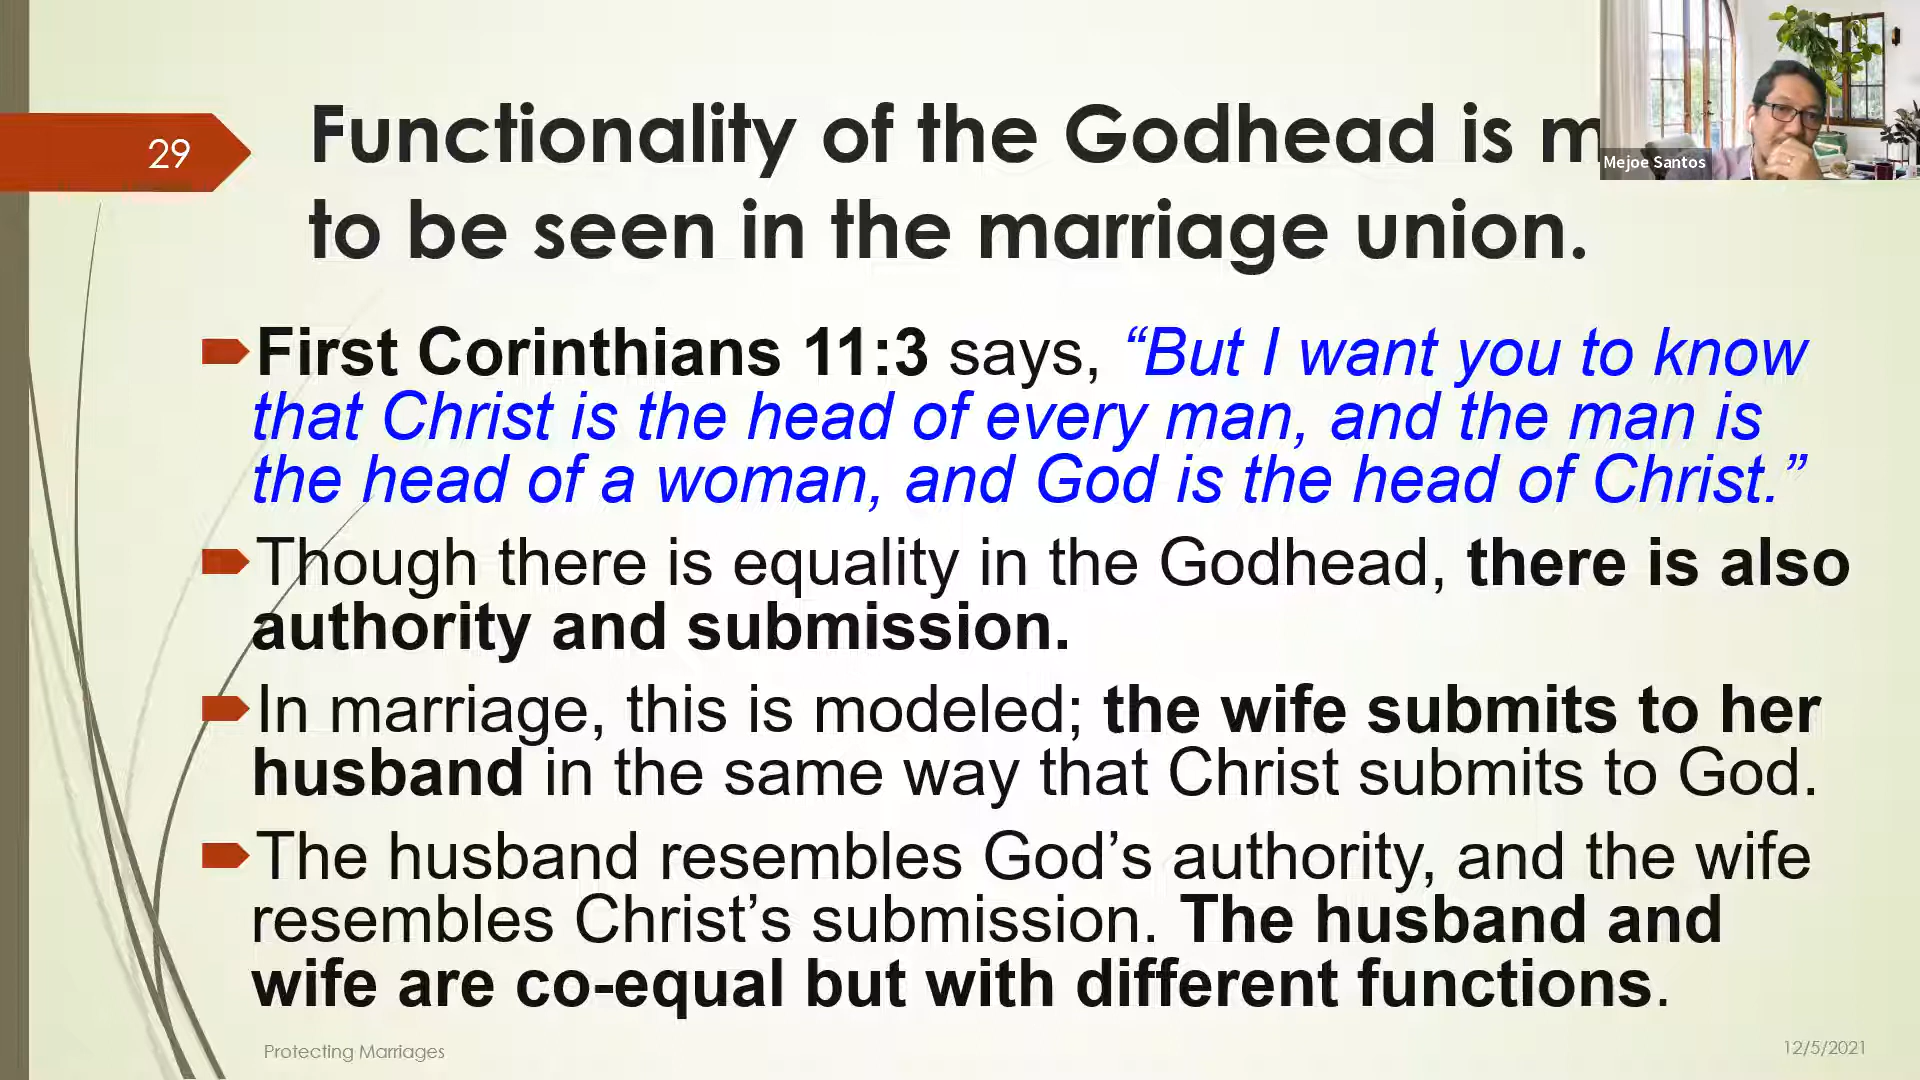 29
Functionality of the Godhead is
to be seen in the marriage union.
Mejoe Santos
First Corinthians 11:3 says, “But I want you to know
that Christ is the head of every man, and the man is
the head of a woman, and God is the head of Christ.”
Though there is equality in the Godhead, there is also
authority and submission.
In marriage, this is modeled; the wife submits to her
husband in the same way that Christ submits to God.
The husband resembles God’s authority, and the wife
resembles Christ’s submission. The husband and
wife are co-equal but with different functions.
Protecting Marriages
12/5/2021